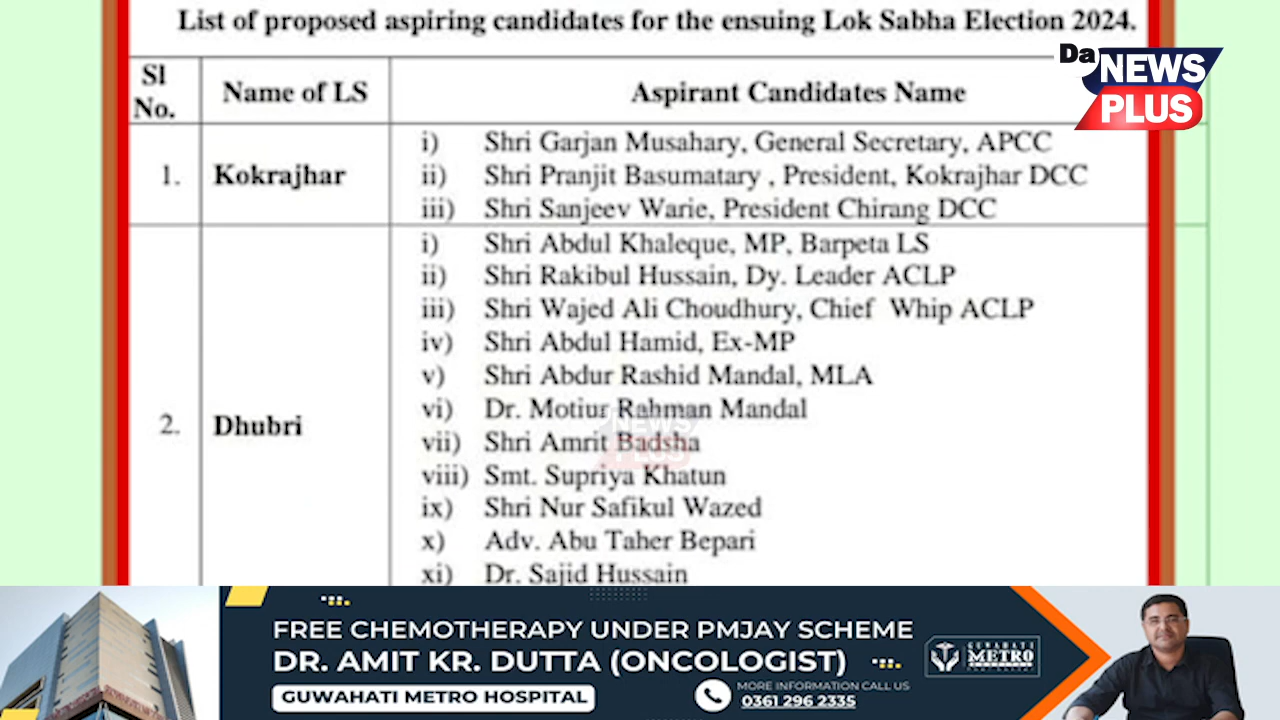 List of proposed aspiring candidates for the ensuing Lok Sabha Election 2024.
Da NEWS PLUS
Sl No. Name of LS Aspirant Candidates Name
1. Kokrajhar
i) Shri Garjan Musahary, General Secretary, APCC
ii) Shri Pranjit Basumatary , President, Kokrajhar DCC
iii) Shri Sanjeev Warie, President Chirang DCC
2. Dhubri
i) Shri Abdul Khaleque, MP, Barpeta LS
ii) Shri Rakibul Hussain, Dy. Leader ACLP
iii) Shri Wajed Ali Choudhury, Chief Whip ACLP
iv) Shri Abdul Hamid, Ex-MP
v) Shri Abdur Rashid Mandal, MLA
vi) Dr. Motiur Rahman Mandal
vii) Shri Amrit Badsha
viii) Smt. Supriya Khatun
ix) Shri Nur Safikul Wazed
x) Adv. Abu Taher Bepari
xi) Dr. Sajid Hussain
NEWS PLUS
FREE CHEMOTHERAPY UNDER PMJAY SCHEME
DR. AMIT KR. DUTTA (ONCOLOGIST)
GUWAHATI METRO HOSPITAL
MORE INFORMATION CALL US
0361 296 2335
GUWAHATI
METRO